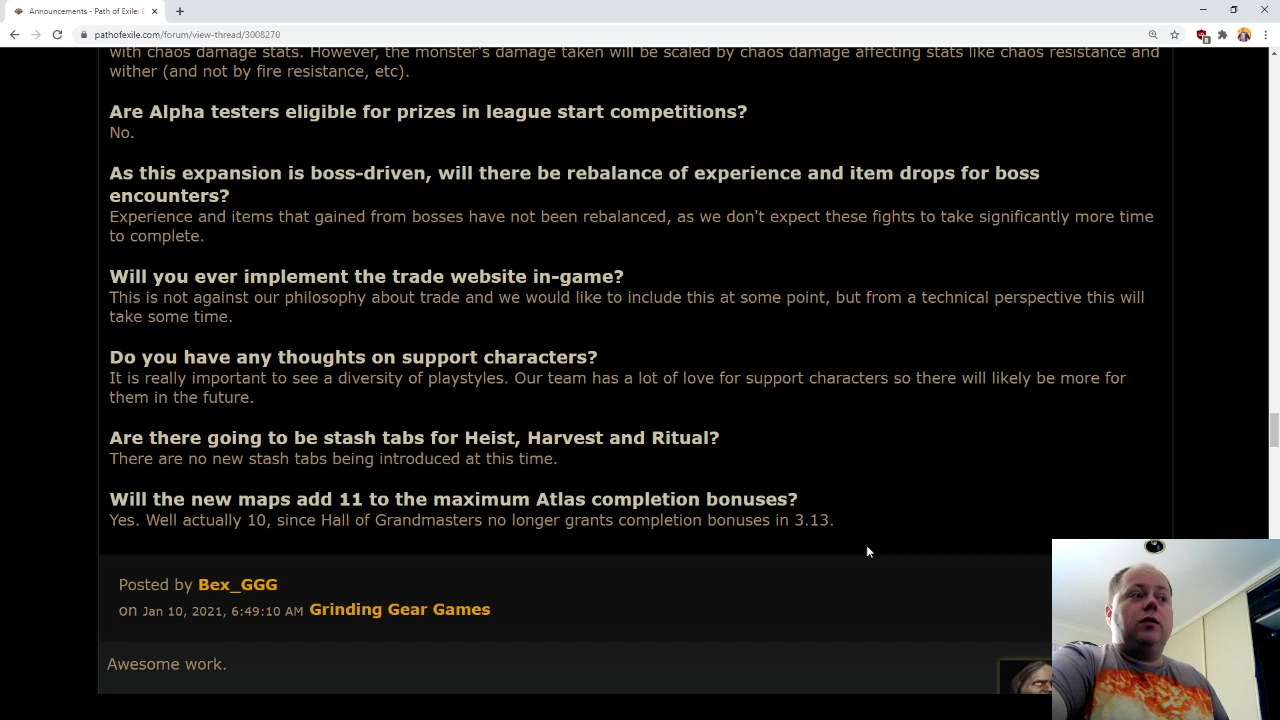 Announcements - Path of Exile: E
pathofexile.com/forum/view-thread/3008270
with chaos damage stats. However, the monster's damage taken will be scaled by chaos damage affecting stats like chaos resistance and
wither (and not by fire resistance, etc).
Are Alpha testers eligible for prizes in league start competitions?
No.
As this expansion is boss-driven, will there be rebalance of experience and item drops for boss
encounters?
Experience and items that gained from bosses have not been rebalanced, as we don't expect these fights to take significantly more time
to complete.
Will you ever implement the trade website in-game?
This is not against our philosophy about trade and we would like to include this at some point, but from a technical perspective this will
take some time.
Do you have any thoughts on support characters?
It is really important to see a diversity of playstyles. Our team has a lot of love for support characters so there will likely be more for
them in the future.
Are there going to be stash tabs for Heist, Harvest and Ritual?
There are no new stash tabs being introduced at this time.
Will the new maps add 11 to the maximum Atlas completion bonuses?
Yes. Well actually 10, since Hall of Grandmasters no longer grants completion bonuses in 3.13.
Posted by Bex_GGG
on Jan 10, 2021, 6:49:10 AM Grinding Gear Games
Awesome work.